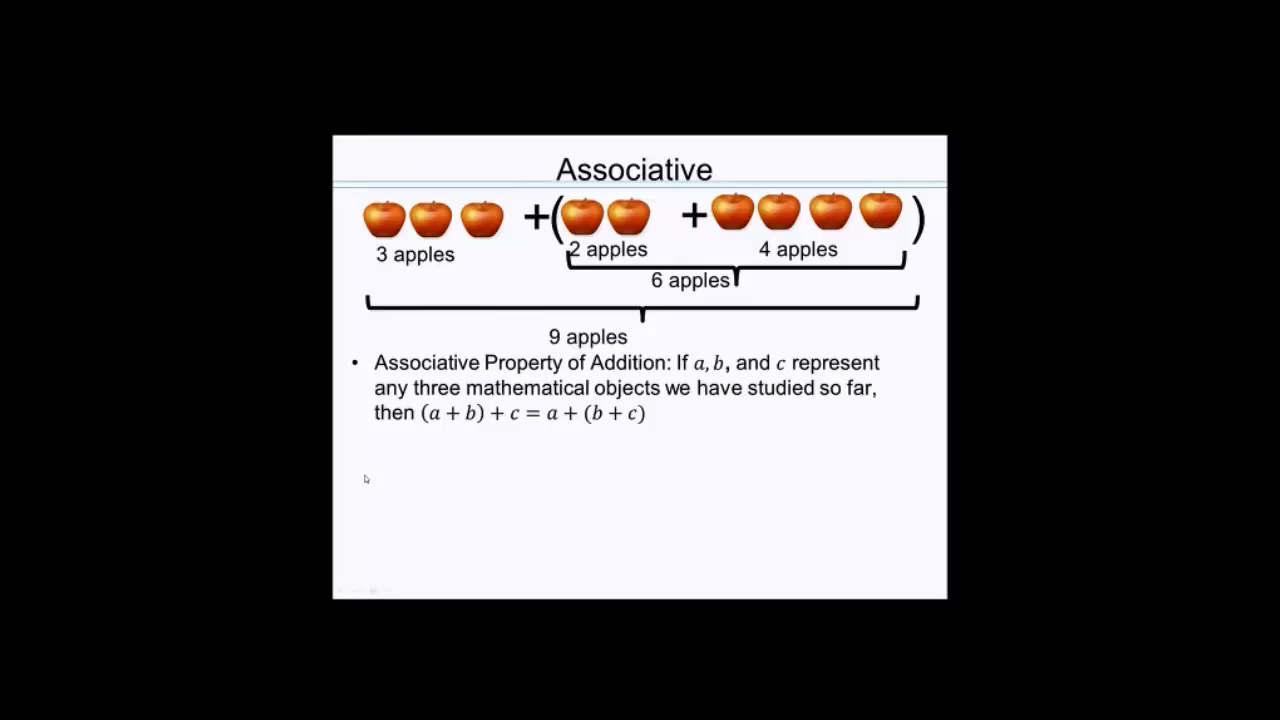 Associative
+( + )
3 apples 2 apples 4 apples
6 apples
9 apples
• Associative Property of Addition: If a, b, and c represent
any three mathematical objects we have studied so far,
then (a + b) + c = a + (b + c)